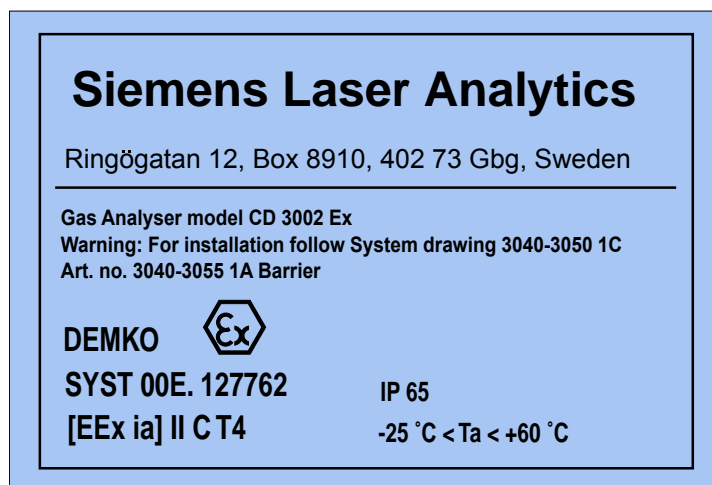 Siemens Laser Analytics
Ringögatan 12, Box 8910, 402 73 Gbg, Sweden
Gas Analyser model CD 3002 Ex
Warning: For installation follow System drawing 3040-3050 1C
Art. no. 3040-3055 1A Barrier
DEMKO Ex
SYST 00E. 127762 IP 65
[EEx ia] II C T4 -25 ˚C < Ta < +60 ˚C